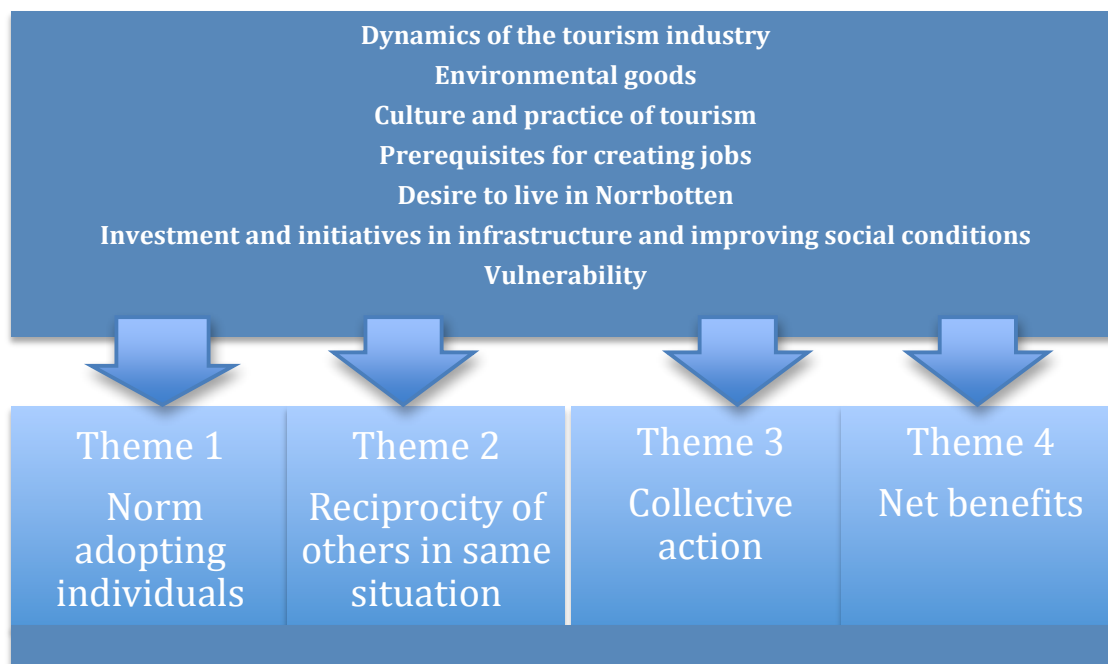 Dynamics of the tourism industry
Environmental goods
Culture and practice of tourism
Prerequisites for creating jobs
Desire to live in Norrbotten
Investment and initiatives in infrastructure and improving social conditions
Vulnerability
Theme 1
Norm
adopting
individuals
Theme 2
Reciprocity of
others in same
situation
Theme 3
Collective
action
Theme 4
Net benefits